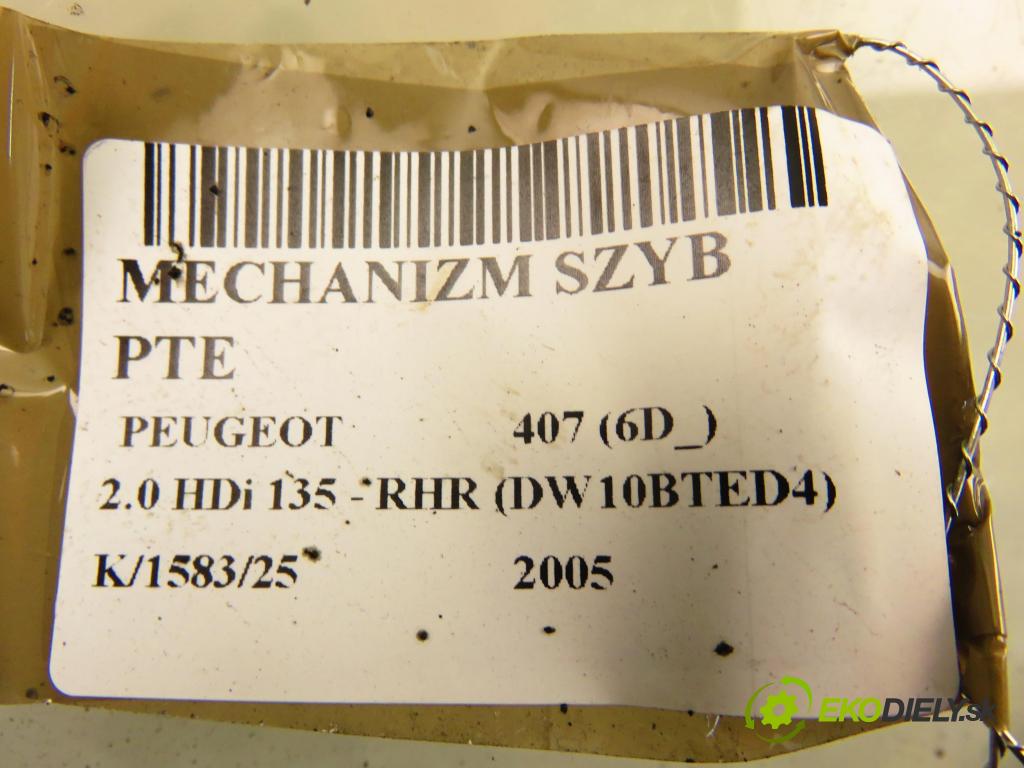 MECHANIZM SZYB
PTE
PEUGEOT 407 (6D_)
2.0 HDi 135 - RHR (DW10BTED4)
K/1583/25 2005
EKODIELY.sk